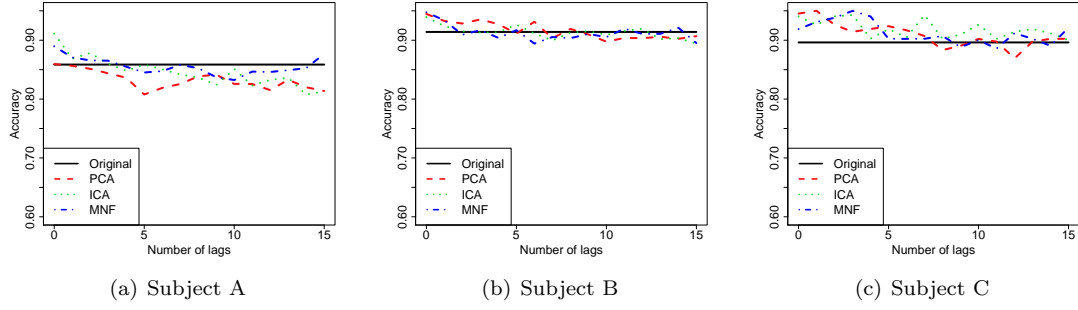 0.90
0.80
0.70
0.60
Accuracy
Original
PCA
ICA
MNF
0 5 10 15
Number of lags
(a) Subject A
0.90
0.80
0.70
0.60
Accuracy
Original
PCA
ICA
MNF
0 5 10 15
Number of lags
(b) Subject B
0.90
0.80
0.70
0.60
Accuracy
Original
PCA
ICA
MNF
0 5 10 15
Number of lags
(c) Subject C